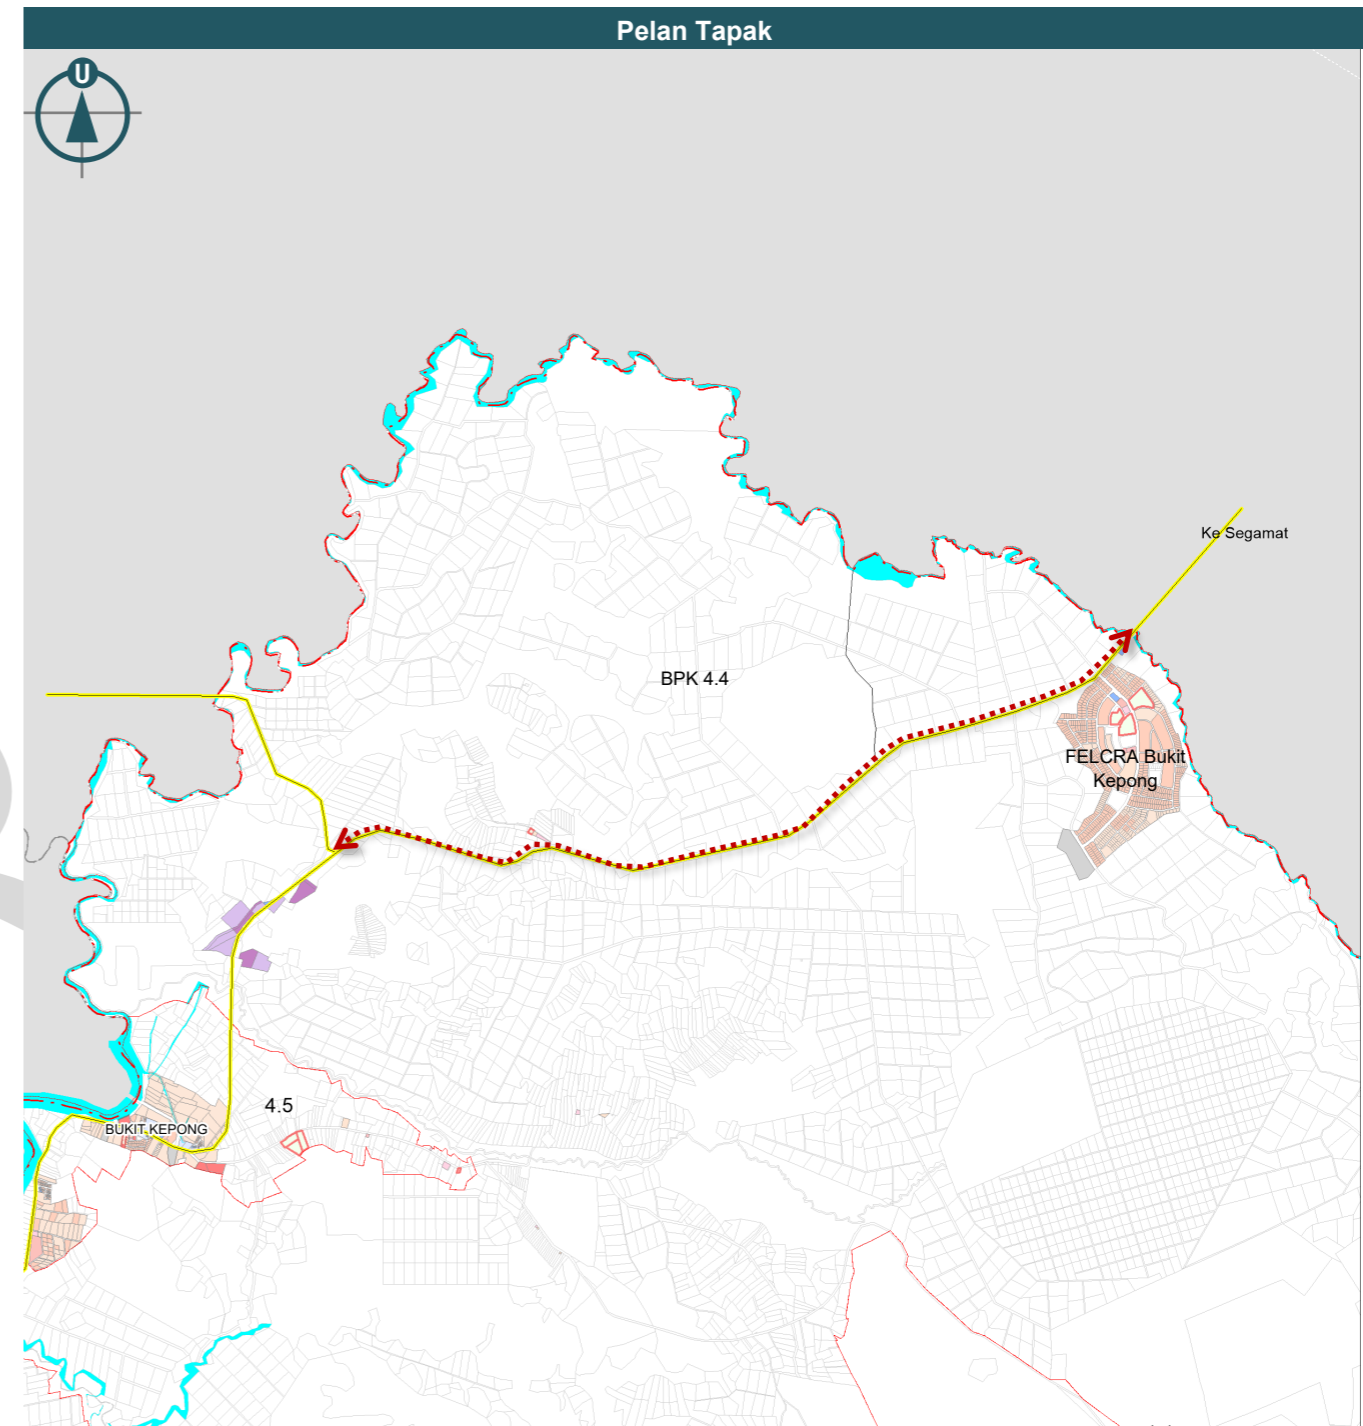 Pelan Tapak
U
Ke Segamat
BPK 4.4
FELCRA Bukit
Kepong
4.5
BUKIT KEPONG